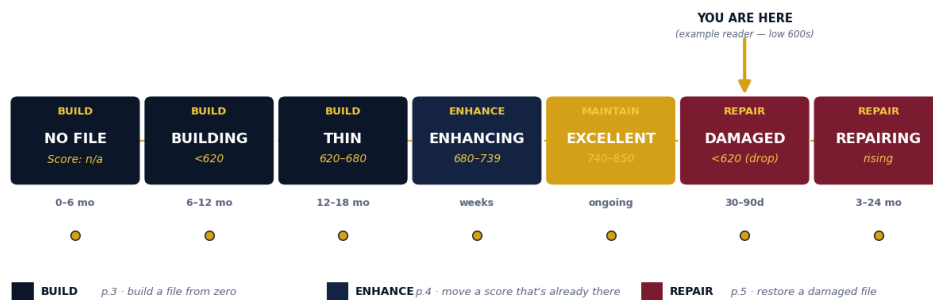 YOU ARE HERE
(example reader — low 600s)
BUILD BUILD BUILD ENHANCE MAINTAIN REPAIR REPAIR
NO FILE BUILDING THIN ENHANCING EXCELLENT DAMAGED REPAIRING
Score: n/a <620 620–680 680–739 740–850 <620 (drop) rising
0–6 mo 6–12 mo 12–18 mo weeks ongoing 30–90d 3–24 mo
BUILD p.3 · build a file from zero ENHANCE p.4 · move a score that's already there REPAIR p.5 · restore a damaged file